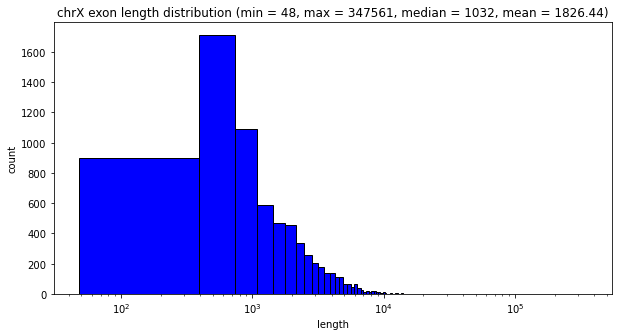 chrX exon length distribution (min = 48, max = 347561, median = 1032, mean = 1826.44)
1600
1400
1200
1000
800
600
400
200
0
count
10² 10³ 10⁴ 10⁵
length